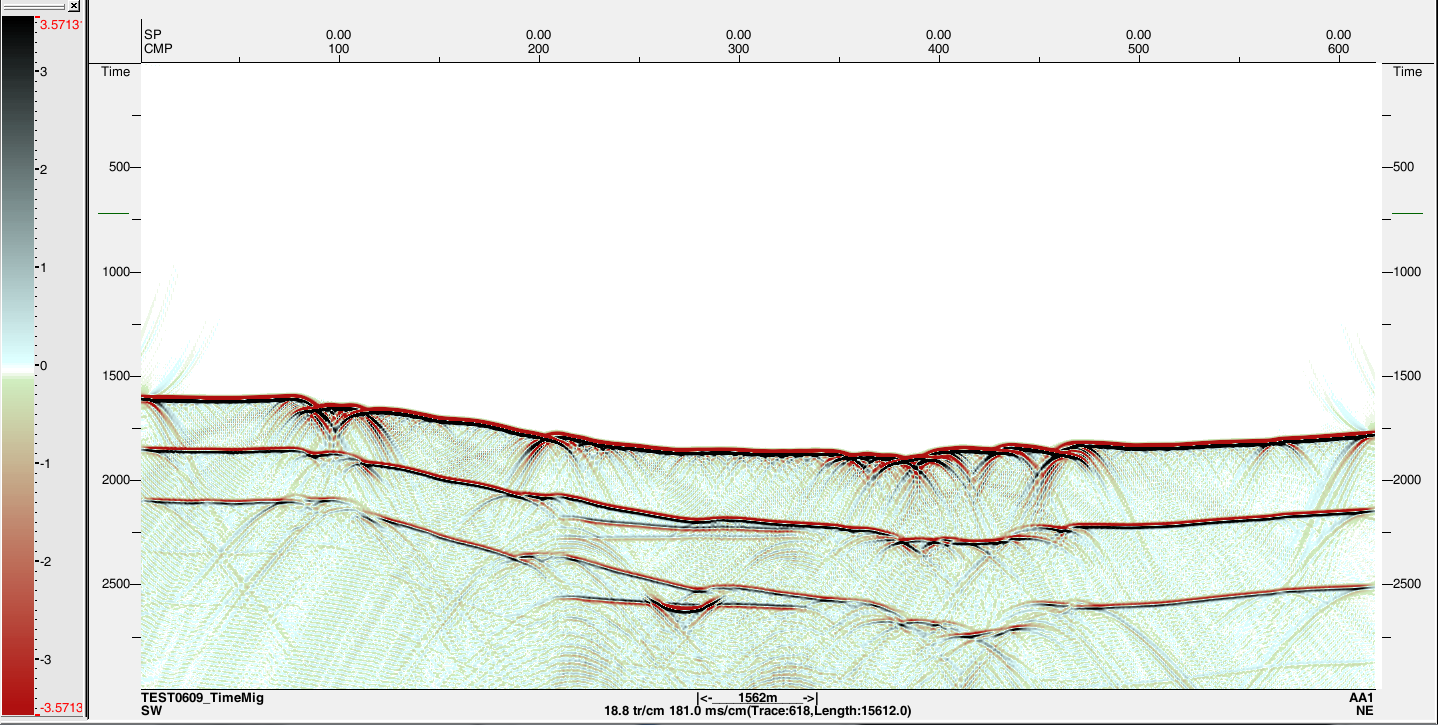 3.5713
3
2
1
0
-1
-2
-3
-3.5713
SP 0.00 0.00 0.00 0.00 0.00 0.00
CMP 100 200 300 400 500 600
Time Time
500 500
1000 1000
1500 1500
2000 2000
2500 2500
TEST0609_TimeMig |<- 1562m ->| AA1
SW 18.8 tr/cm 181.0 ms/cm(Trace:618,Length:15612.0) NE